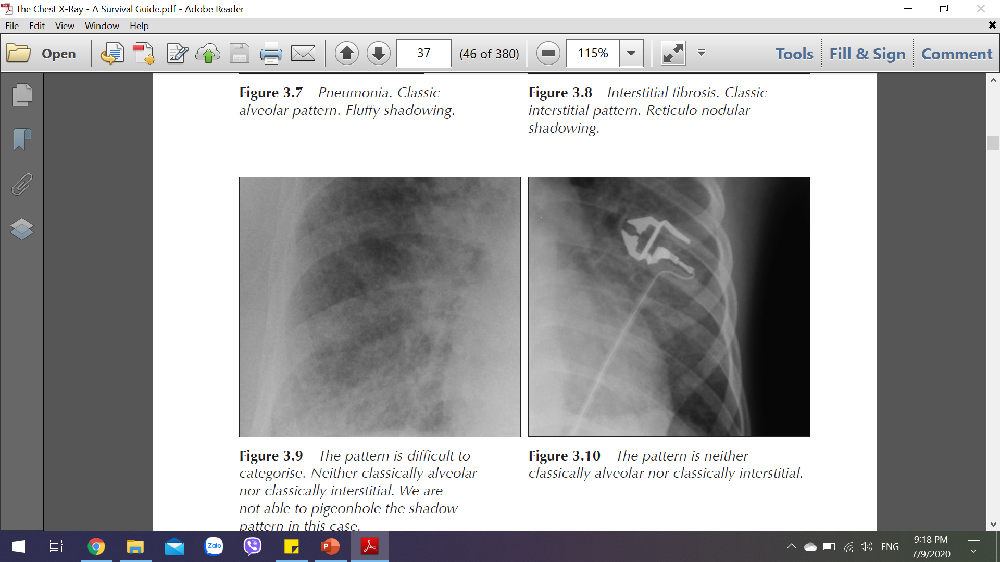 The Chest X-Ray - A Survival Guide.pdf - Adobe Reader
File Edit View Window Help
Open 37 (46 of 380) 115% Tools Fill & Sign Comment
Figure 3.7 Pneumonia. Classic
alveolar pattern. Fluffy shadowing.
Figure 3.8 Interstitial fibrosis. Classic
interstitial pattern. Reticulo-nodular
shadowing.
Figure 3.9 The pattern is difficult to
categorise. Neither classically alveolar
nor classically interstitial. We are
not able to pigeonhole the shadow
pattern in this case.
Figure 3.10 The pattern is neither
classically alveolar nor classically interstitial.
Zalo
P
ENG
9:18 PM
7/9/2020